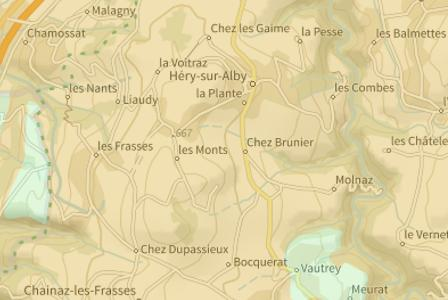 Malagny
Chamossat
Chez les Gaime
la Pesse
les Balmettes
la Voitraz
Héry-sur-Alby
les Nants
Liaudy
la Plante
les Combes
667
les Frasses
les Monts
Chez Brunier
les Châtele
Molnaz
le Vernet
Chez Dupassieux
Bocquerat
Vautrey
Chainaz-les-Frasses
Meurat